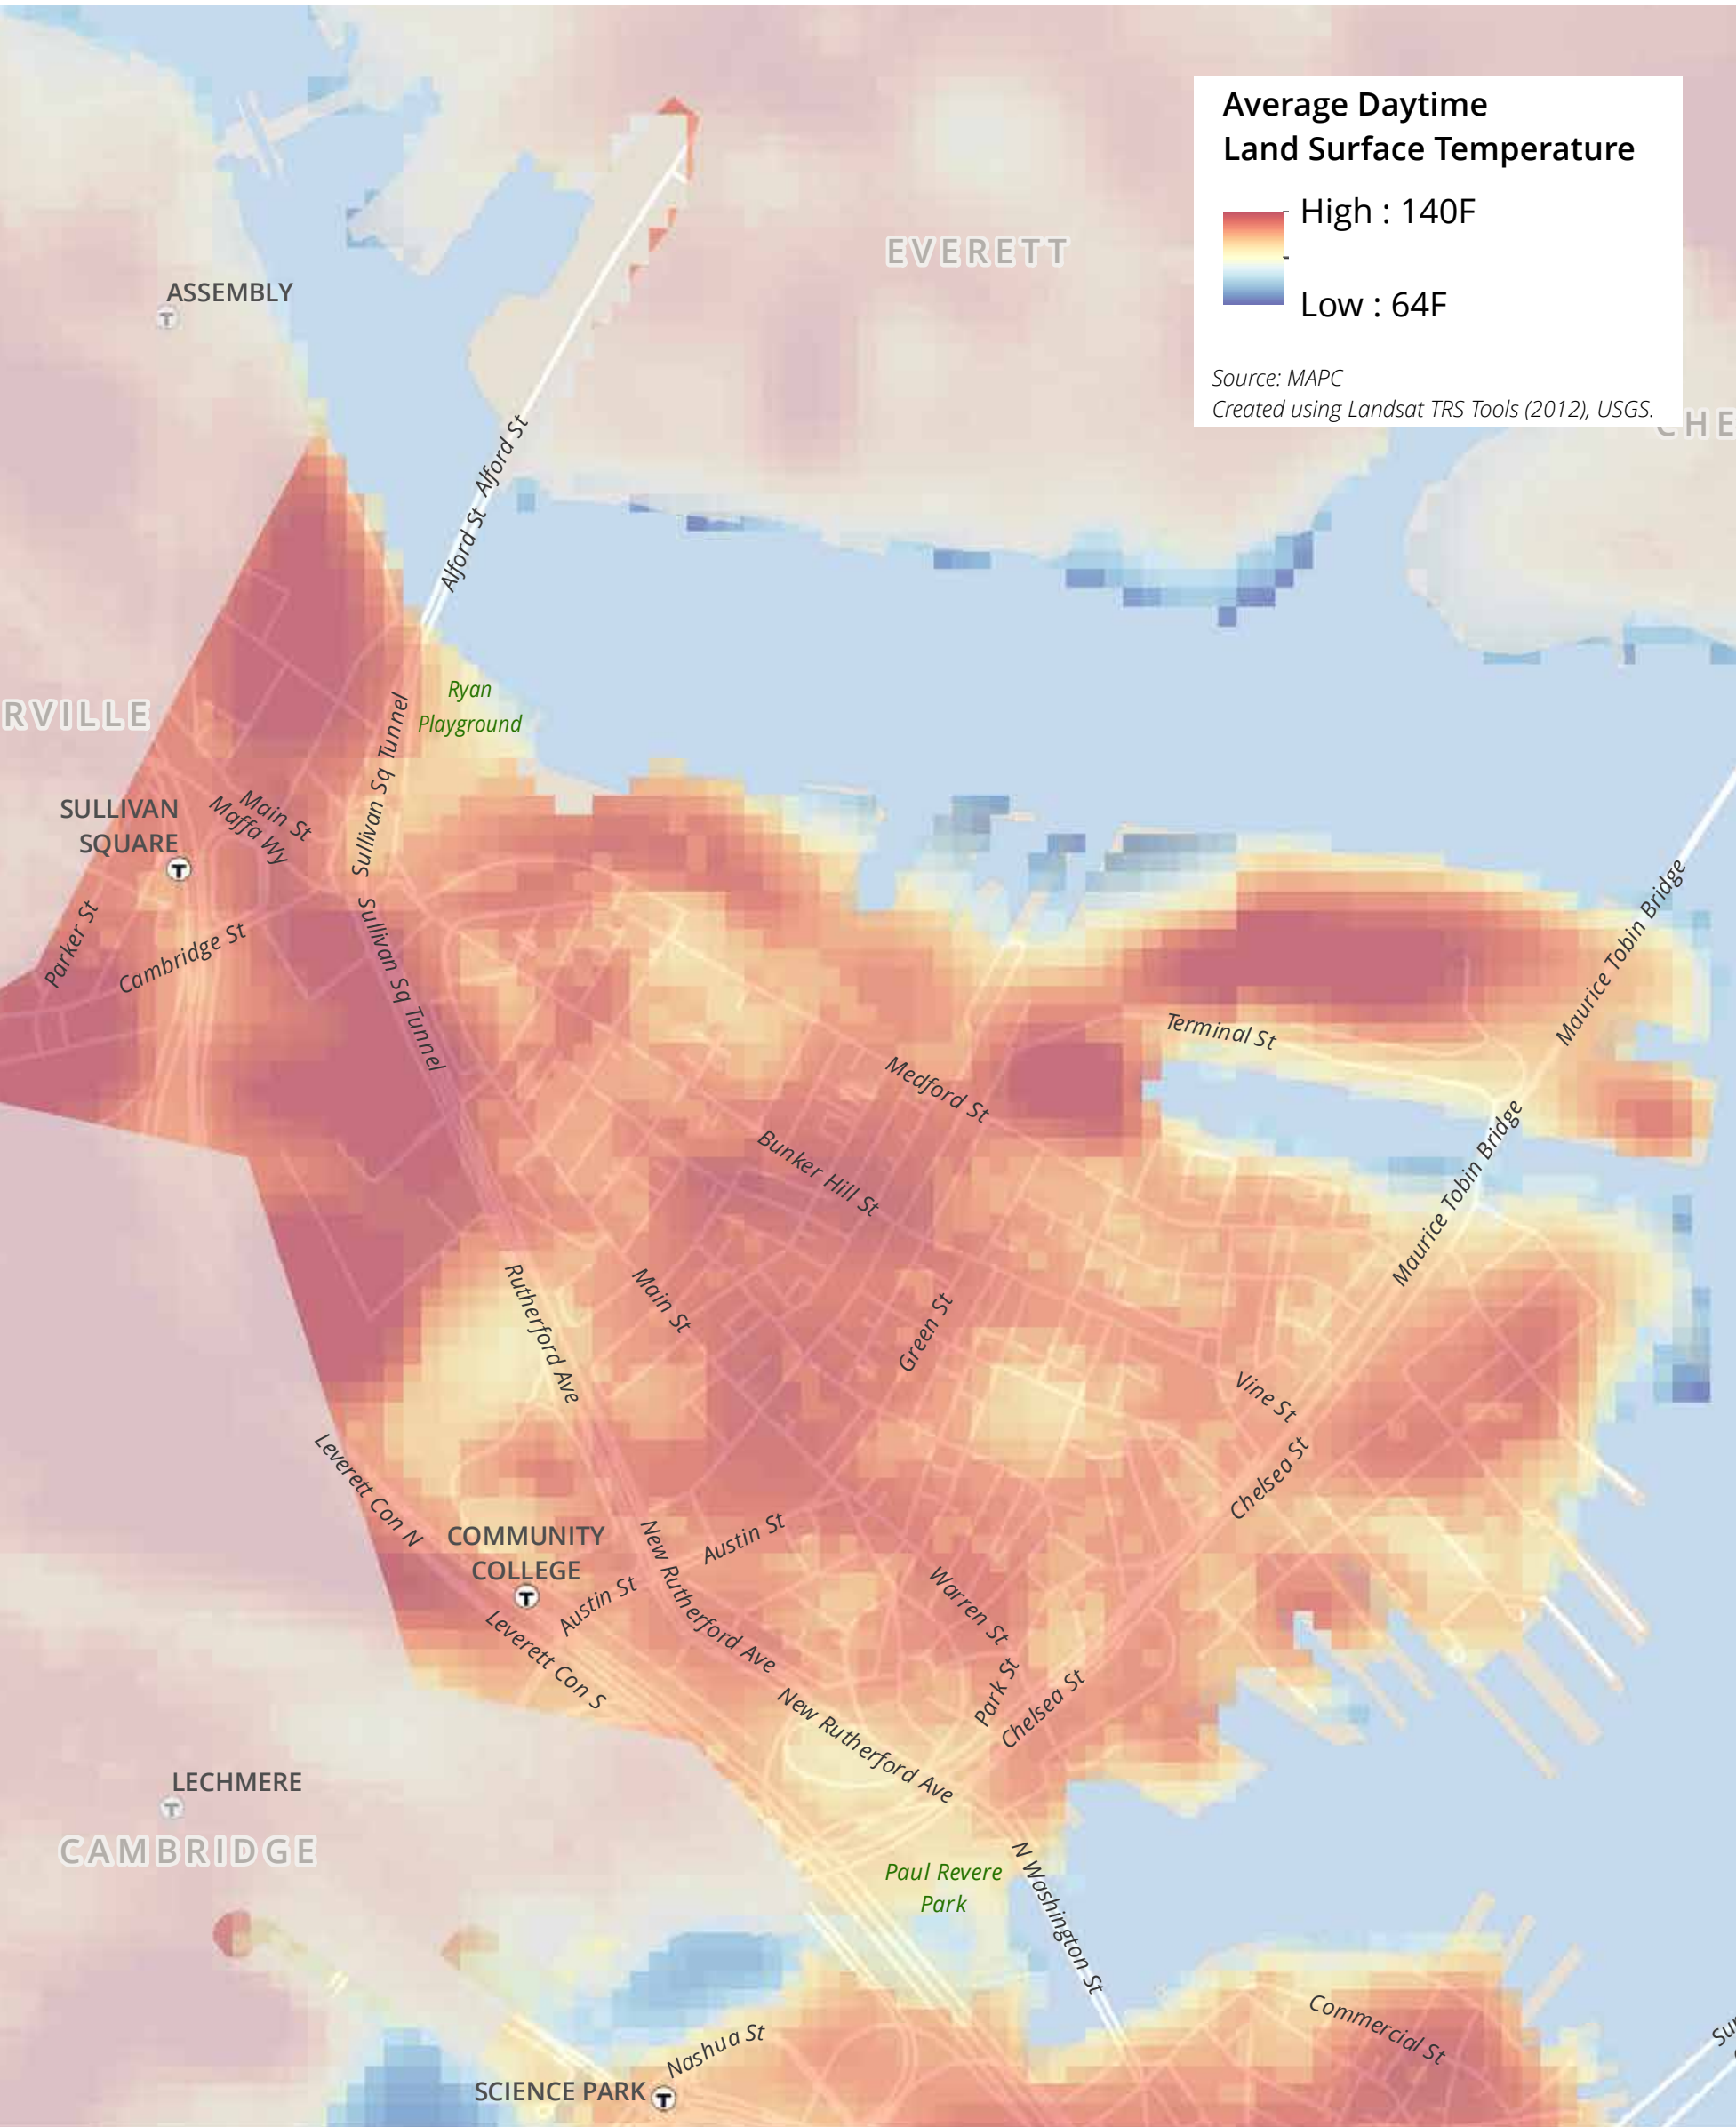 Average Daytime
Land Surface Temperature
High : 140F
Low : 64F
Source: MAPC
Created using Landsat TRS Tools (2012), USGS.
EVERETT
CHE
ASSEMBLY
T
Alford St
Alford St
RVILLE
Ryan
Playground
Sullivan Sq Tunnel
SULLIVAN
SQUARE
T
Main St
Maffa Wy
Parker St
Cambridge St
Sullivan Sq Tunnel
Maurice Tobin Bridge
Terminal St
Medford St
Bunker Hill St
Maurice Tobin Bridge
Rutherford Ave
Main St
Green St
Vine St
Chelsea St
Leverett Con N
COMMUNITY
COLLEGE
T
Austin St
Austin St
New Rutherford Ave
Warren St
Leverett Con S
Park St
Chelsea St
New Rutherford Ave
LECHMERE
T
CAMBRIDGE
Paul Revere
Park
N Washington St
Commercial St
Nashua St
SCIENCE PARK
T